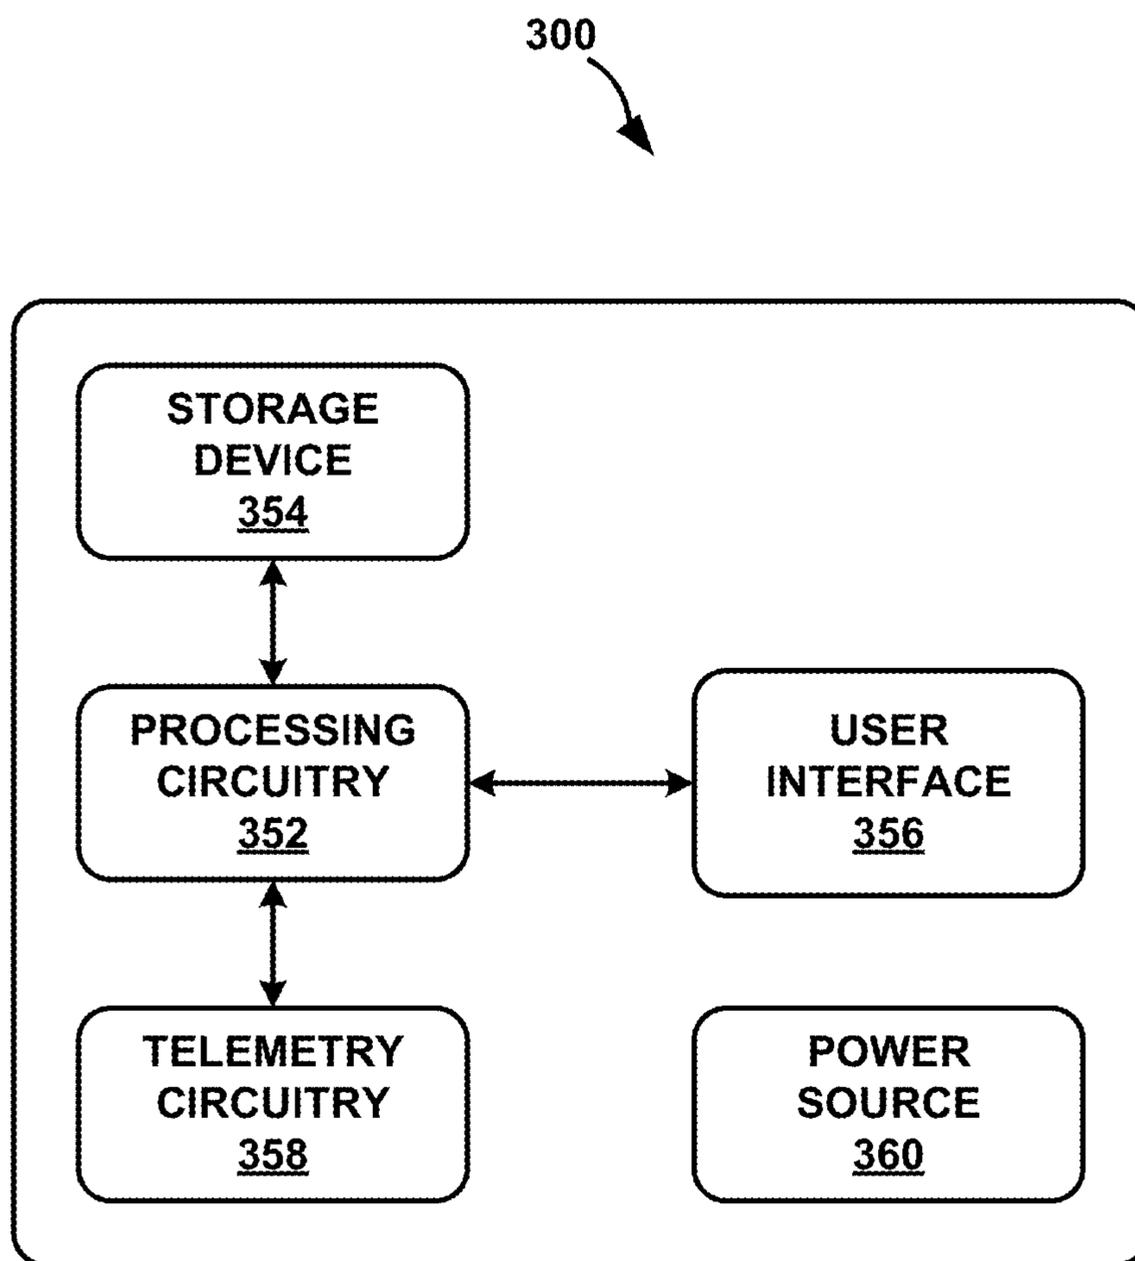 300
STORAGE
DEVICE
354
PROCESSING
CIRCUITRY
352
USER
INTERFACE
356
TELEMETRY
CIRCUITRY
358
POWER
SOURCE
360